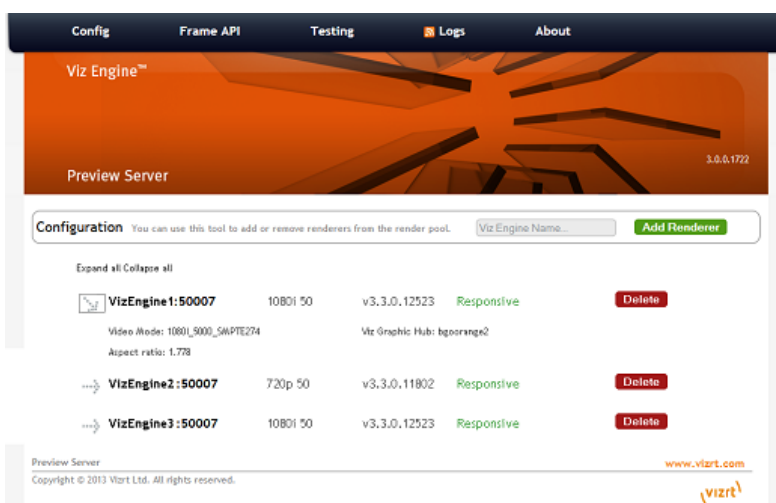 Config Frame API Testing Logs About
Viz Engine™
3.0.0.1722
Preview Server
Configuration You can use this tool to add or remove renderers from the render pool. Viz Engine Name... Add Renderer
Expand all Collapse all
VizEngine1:50007 1080i 50 v3.3.0.12523 Responsive Delete
Video Mode: 1080I_5000_SMPTE274 Viz Graphic Hub: bgoorange2
Aspect ratio: 1.778
VizEngine2:50007 720p 50 v3.3.0.11802 Responsive Delete
VizEngine3:50007 1080i 50 v3.3.0.12523 Responsive Delete
Preview Server www.vizrt.com
Copyright © 2013 Vizrt Ltd. All rights reserved.
vizrt